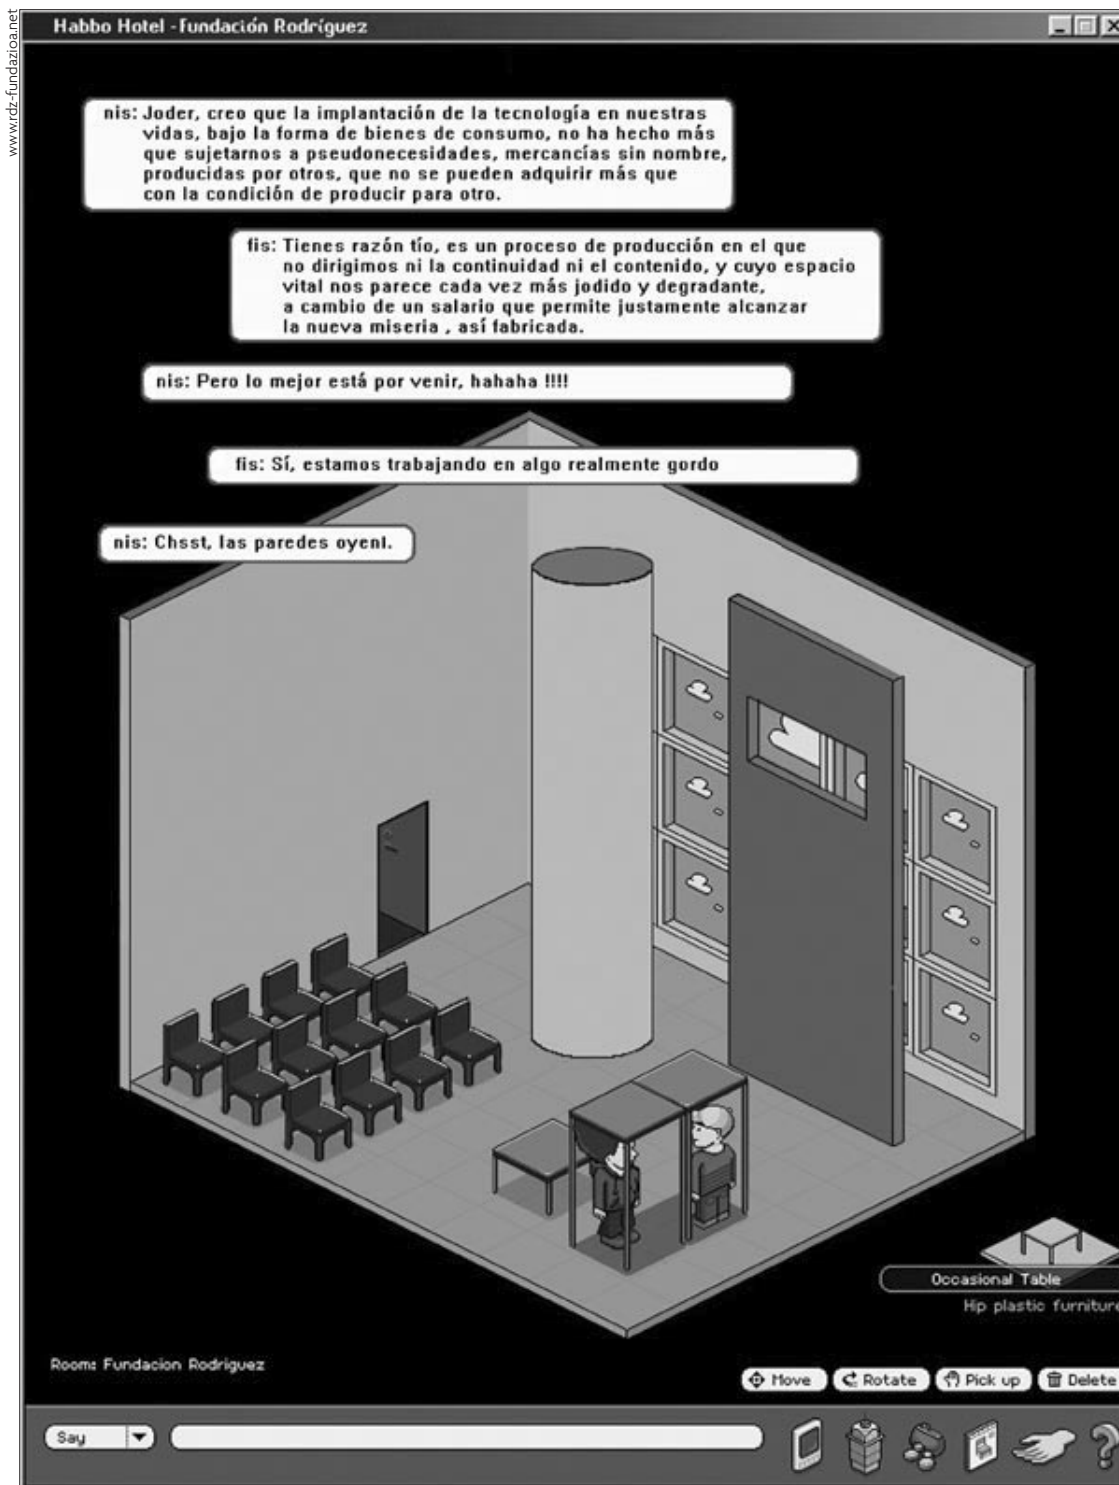 www.rdz-fundazioa.net
Habbo Hotel - Fundación Rodríguez
nis: Joder, creo que la implantación de la tecnología en nuestras
vidas, bajo la forma de bienes de consumo, no ha hecho más
que sujetarnos a pseudonecesidades, mercancías sin nombre,
producidas por otros, que no se pueden adquirir más que
con la condición de producir para otro.
fis: Tienes razón tío, es un proceso de producción en el que
no dirigimos ni la continuidad ni el contenido, y cuyo espacio
vital nos parece cada vez más jodido y degradante,
a cambio de un salario que permite justamente alcanzar
la nueva miseria , así fabricada.
nis: Pero lo mejor está por venir, hahaha !!!!
fis: Sí, estamos trabajando en algo realmente gordo
nis: Chsst, las paredes oyen!.
Occasional Table
Hip plastic furniture
Room: Fundacion Rodriguez
Move Rotate Pick up Delete
Say